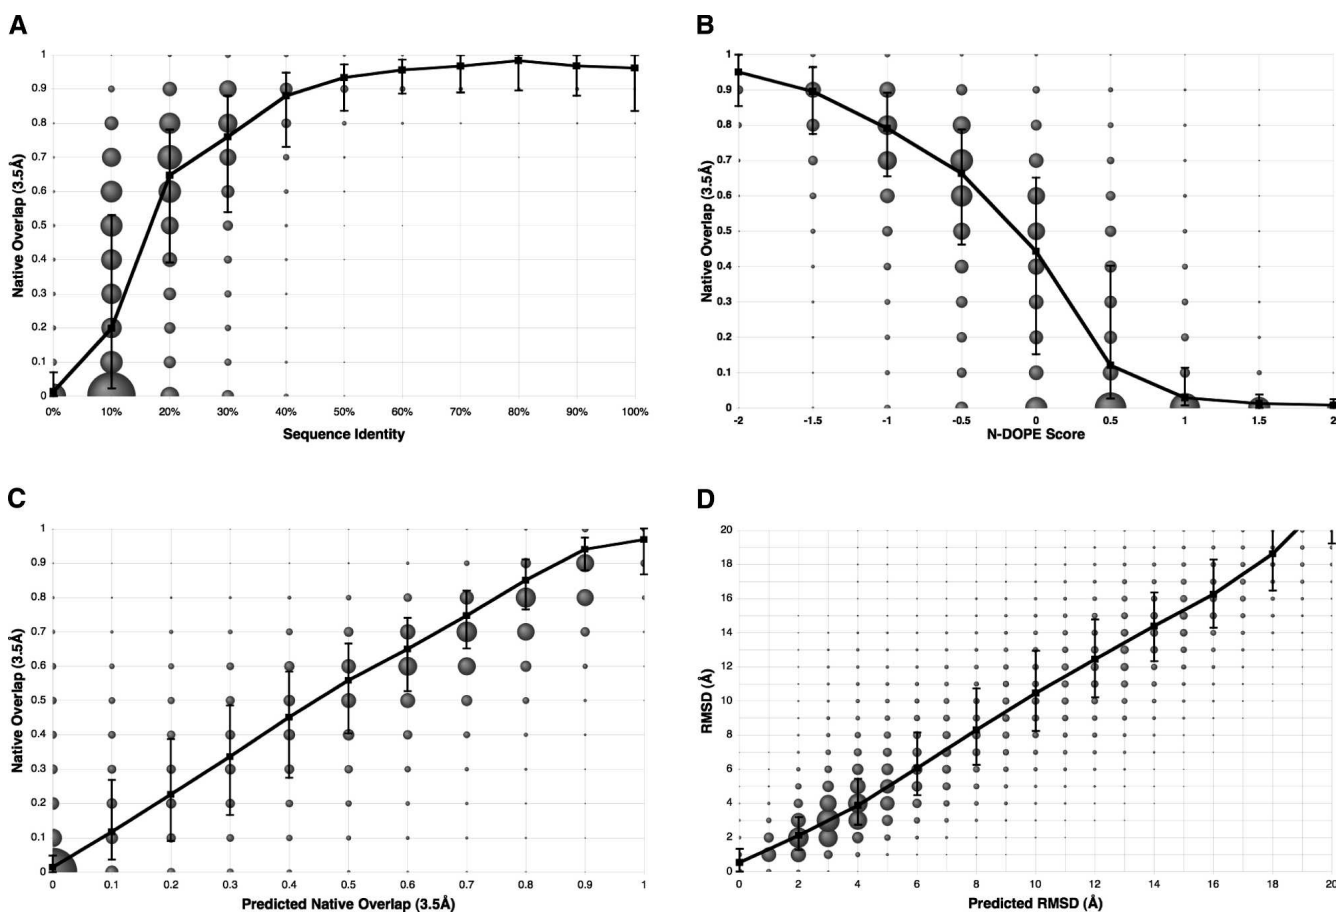 A
1
0.9
0.8
0.7
0.6
0.5
0.4
0.3
0.2
0.1
0
Native Overlap (3.5Å)
0% 10% 20% 30% 40% 50% 60% 70% 80% 90% 100%
Sequence Identity
B
1
0.9
0.8
0.7
0.6
0.5
0.4
0.3
0.2
0.1
0
Native Overlap (3.5Å)
-2 -1.5 -1 -0.5 0 0.5 1 1.5 2
N-DOPE Score
C
1
0.9
0.8
0.7
0.6
0.5
0.4
0.3
0.2
0.1
0
Native Overlap (3.5Å)
0 0.1 0.2 0.3 0.4 0.5 0.6 0.7 0.8 0.9 1
Predicted Native Overlap (3.5Å)
D
20
18
16
14
12
10
8
6
4
2
0
RMSD (Å)
0 2 4 6 8 10 12 14 16 18 20
Predicted RMSD (Å)